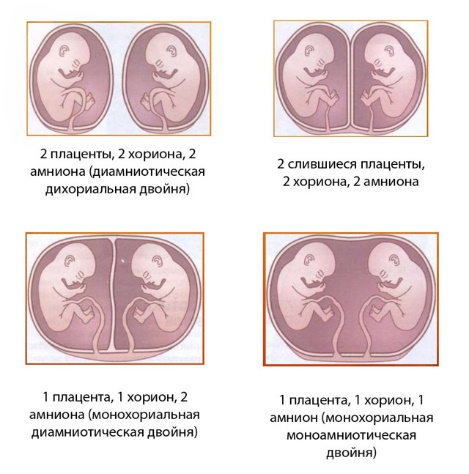 2 плаценты, 2 хориона, 2
амниона (диамниотическая
дихориальная двойня)
2 слившиеся плаценты,
2 хориона, 2 амниона
1 плацента, 1 хорион, 2
амниона (монохориальная
диамниотическая двойня)
1 плацента, 1 хорион, 1
амнион (монохориальная
моноамниотическая
двойня)